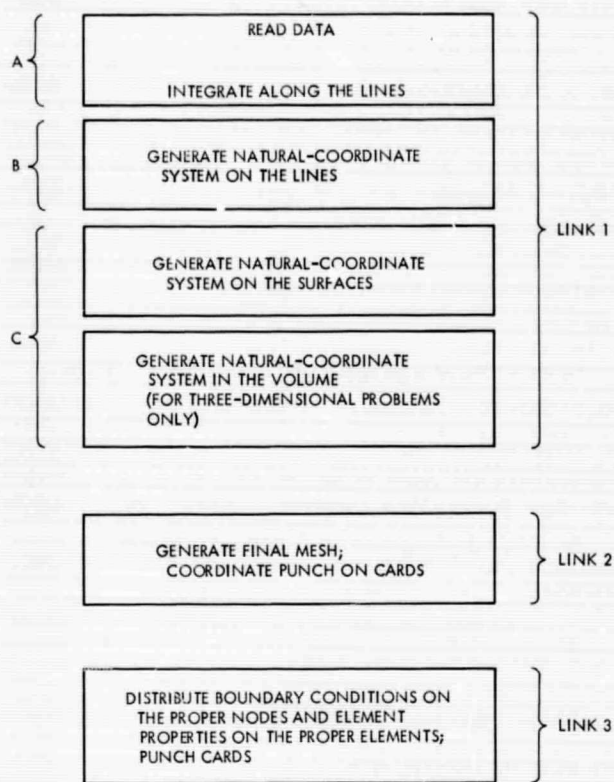 READ DATA
A
INTEGRATE ALONG THE LINES
GENERATE NATURAL-COORDINATE
B
SYSTEM ON THE LINES
LINK 1
GENERATE NATURAL-COORDINATE
SYSTEM ON THE SURFACES
C
GENERATE NATURAL-COORDINATE
SYSTEM IN THE VOLUME
(FOR THREE-DIMENSIONAL PROBLEMS
ONLY)
GENERATE FINAL MESH;
COORDINATE PUNCH ON CARDS
LINK 2
DISTRIBUTE BOUNDARY CONDITIONS ON
THE PROPER NODES AND ELEMENT
PROPERTIES ON THE PROPER ELEMENTS;
PUNCH CARDS
LINK 3